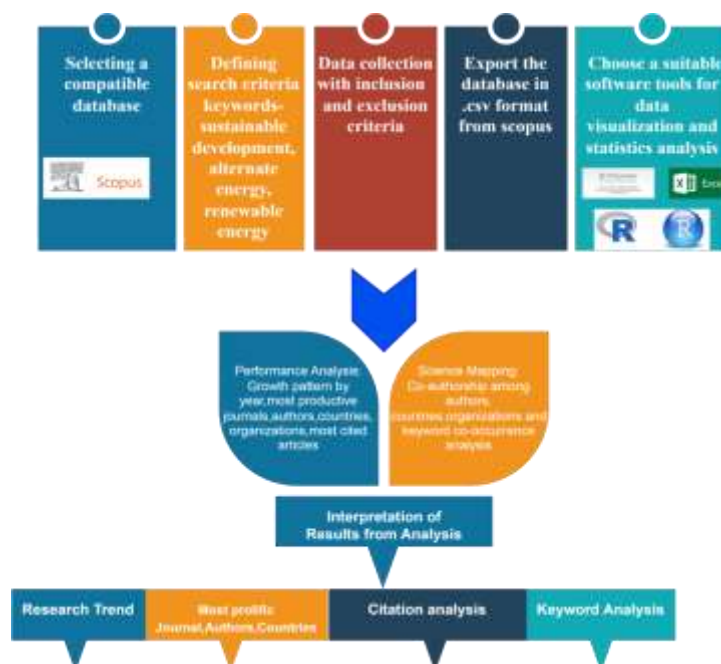 Selecting a
compatible
database
Scopus
Defining
search criteria
keywords-
sustainable
development,
alternate
energy,
renewable
energy
Data collection
with inclusion
and exclusion
criteria
Export the
database in
.csv format
from scopus
Choose a suitable
software tools for
data
visualization and
statistics analysis
R
R
Performance Analysis:
Growth pattern by
year,most productive
journals,authors,countries,
organizations,most cited
articles
Science Mapping:
Co-authorship among
authors,
countries,organizations and
keyword co-occurrence
analysis
Interpretation of
Results from Analysis
Research Trend
Most prolific
Journal,Authors,Countries
Citation analysis
Keyword Analysis